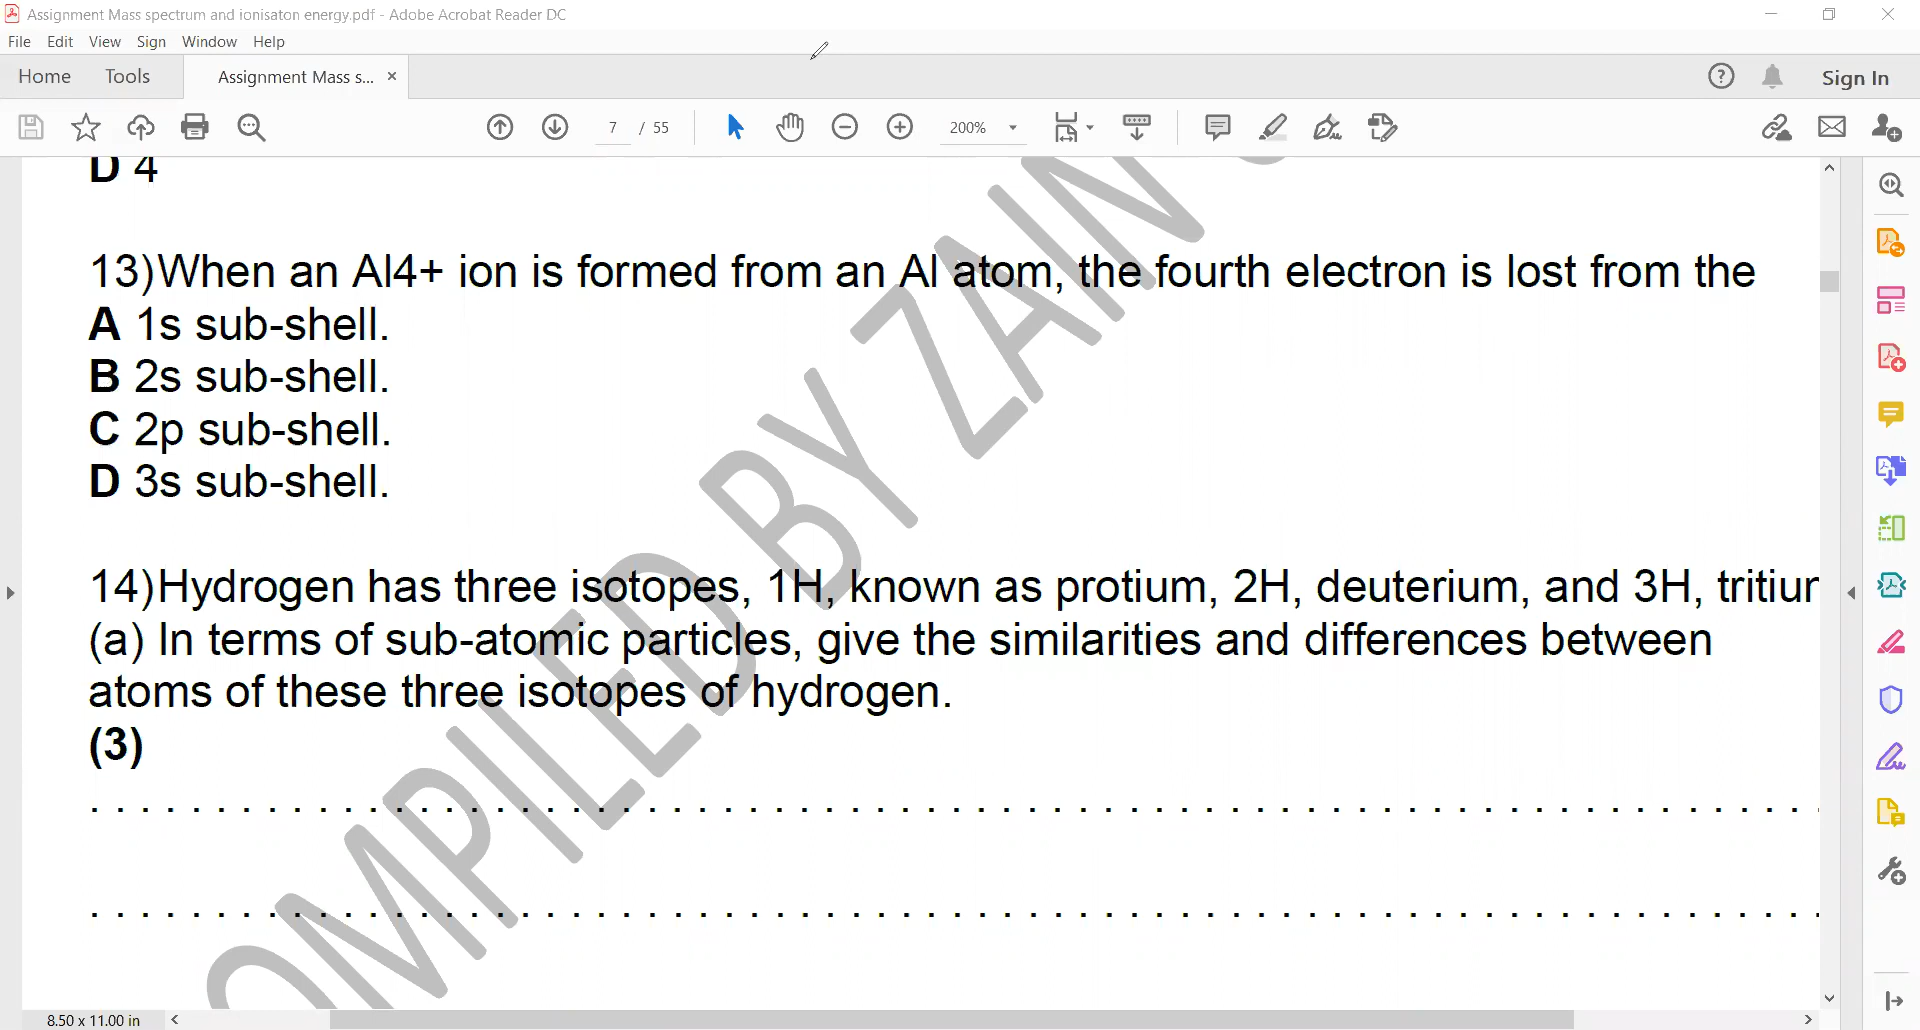 Assignment Mass spectrum and ionisaton energy.pdf - Adobe Acrobat Reader DC
File Edit View Sign Window Help
Home Tools Assignment Mass s... × Sign In
7 / 55 200%
D 4
13)When an Al4+ ion is formed from an Al atom, the fourth electron is lost from the
A 1s sub-shell.
B 2s sub-shell.
C 2p sub-shell.
D 3s sub-shell.
14)Hydrogen has three isotopes, 1H, known as protium, 2H, deuterium, and 3H,
(a) In terms of sub-atomic particles, give the similarities and differences between
atoms of these three isotopes of hydrogen.
(3)
OMPILED BY ZAIN
8.50 x 11.00 in